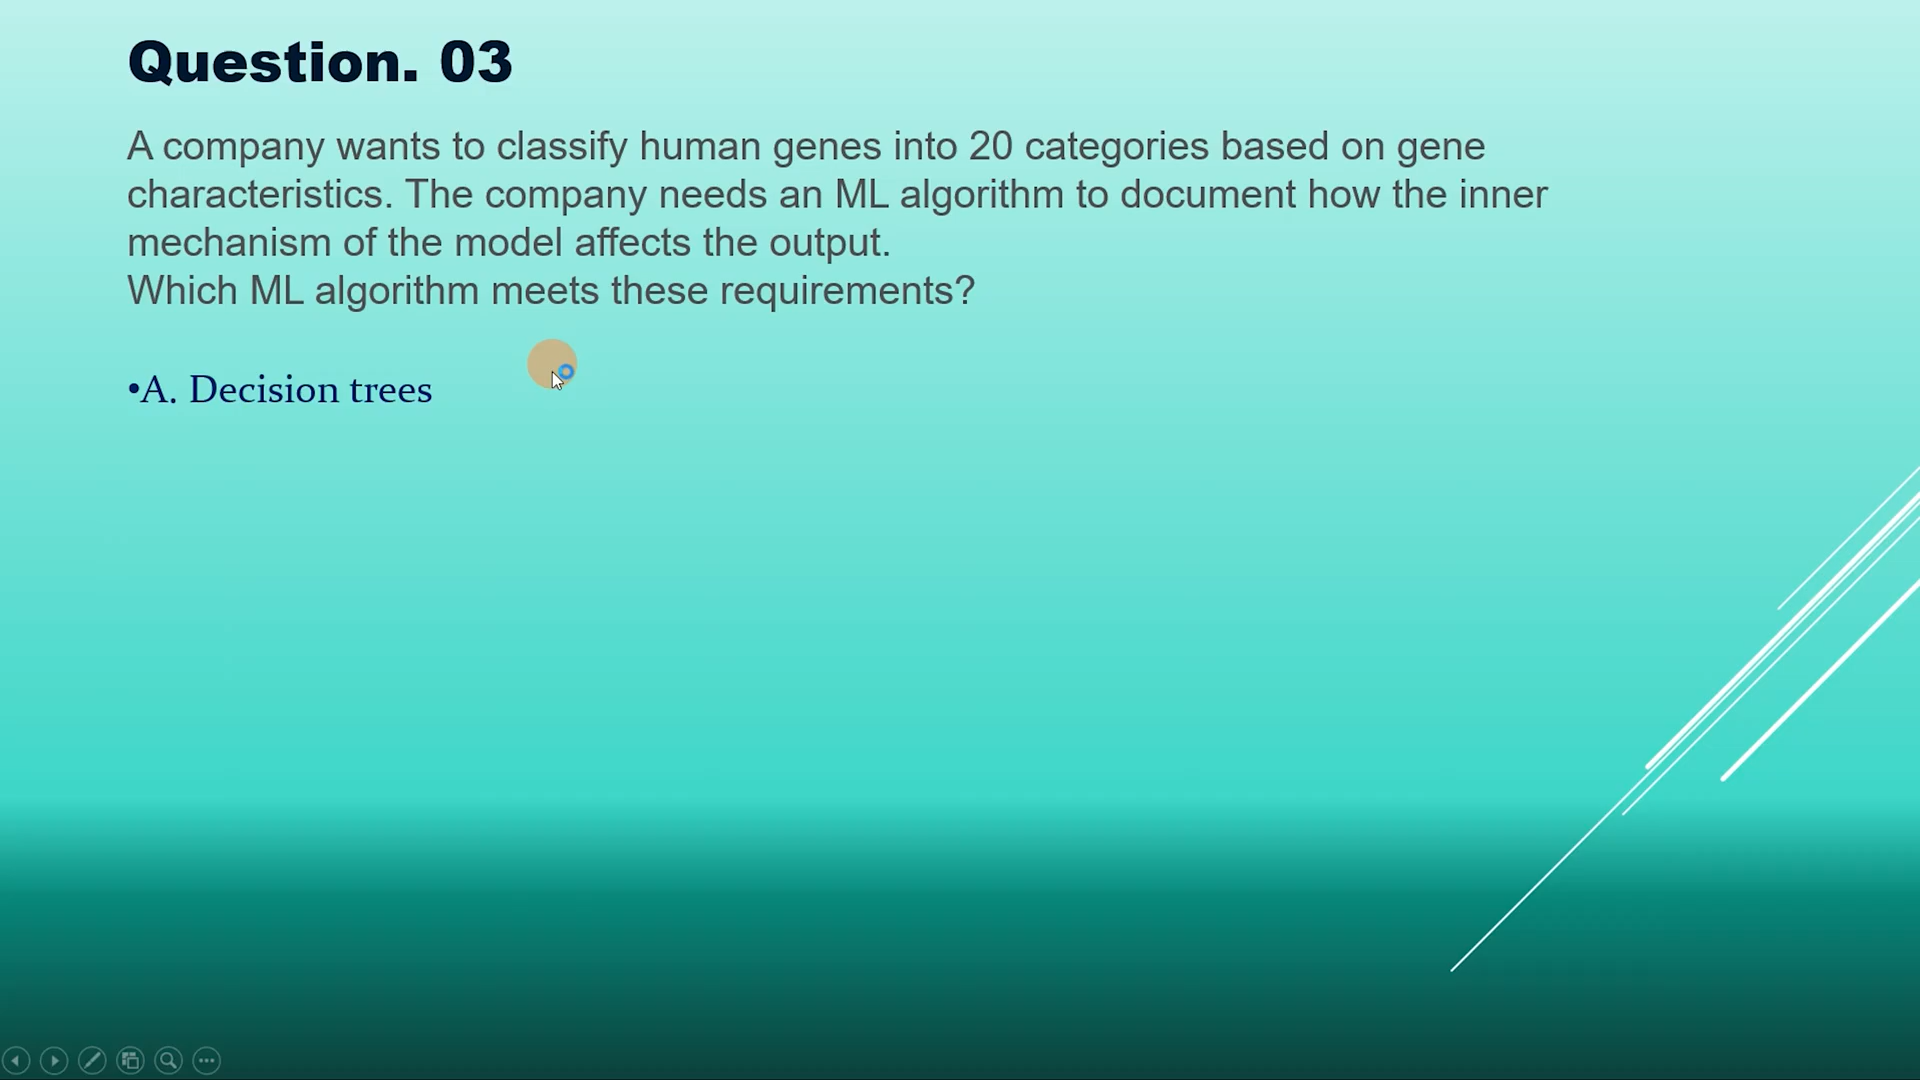 Question. 03
A company wants to classify human genes into 20 categories based on gene
characteristics. The company needs an ML algorithm to document how the inner
mechanism of the model affects the output.
Which ML algorithm meets these requirements?
•A. Decision trees